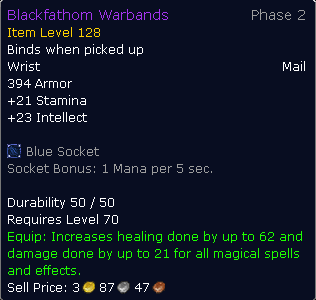 Blackfathom Warbands Phase 2
Item Level 128
Binds when picked up
Wrist Mail
394 Armor
+21 Stamina
+23 Intellect
Blue Socket
Socket Bonus: 1 Mana per 5 sec.
Durability 50 / 50
Requires Level 70
Equip: Increases healing done by up to 62 and
damage done by up to 21 for all magical spells
and effects.
Sell Price: 3 87 47